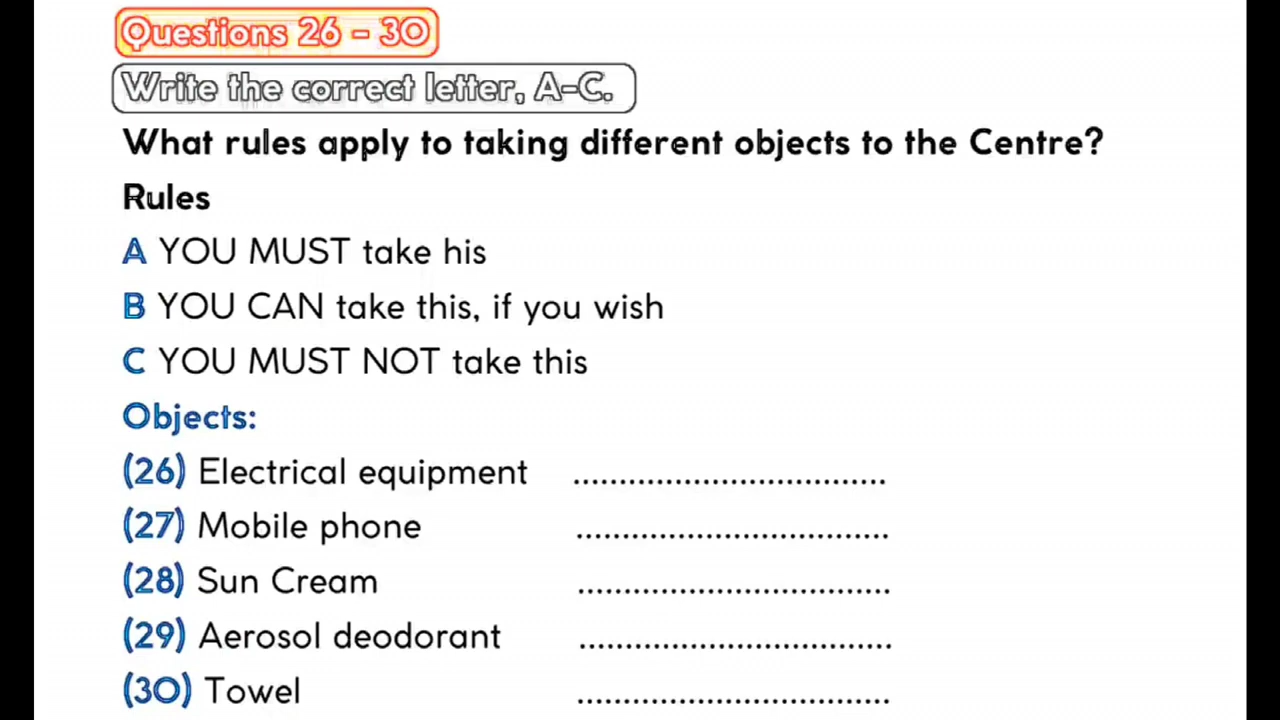 Questions 26 - 30
Write the correct letter, A-C.
What rules apply to taking different objects to the Centre?
Rules
A YOU MUST take his
B YOU CAN take this, if you wish
C YOU MUST NOT take this
Objects:
(26) Electrical equipment ..................................
(27) Mobile phone ..................................
(28) Sun Cream ..................................
(29) Aerosol deodorant ..................................
(30) Towel ..................................